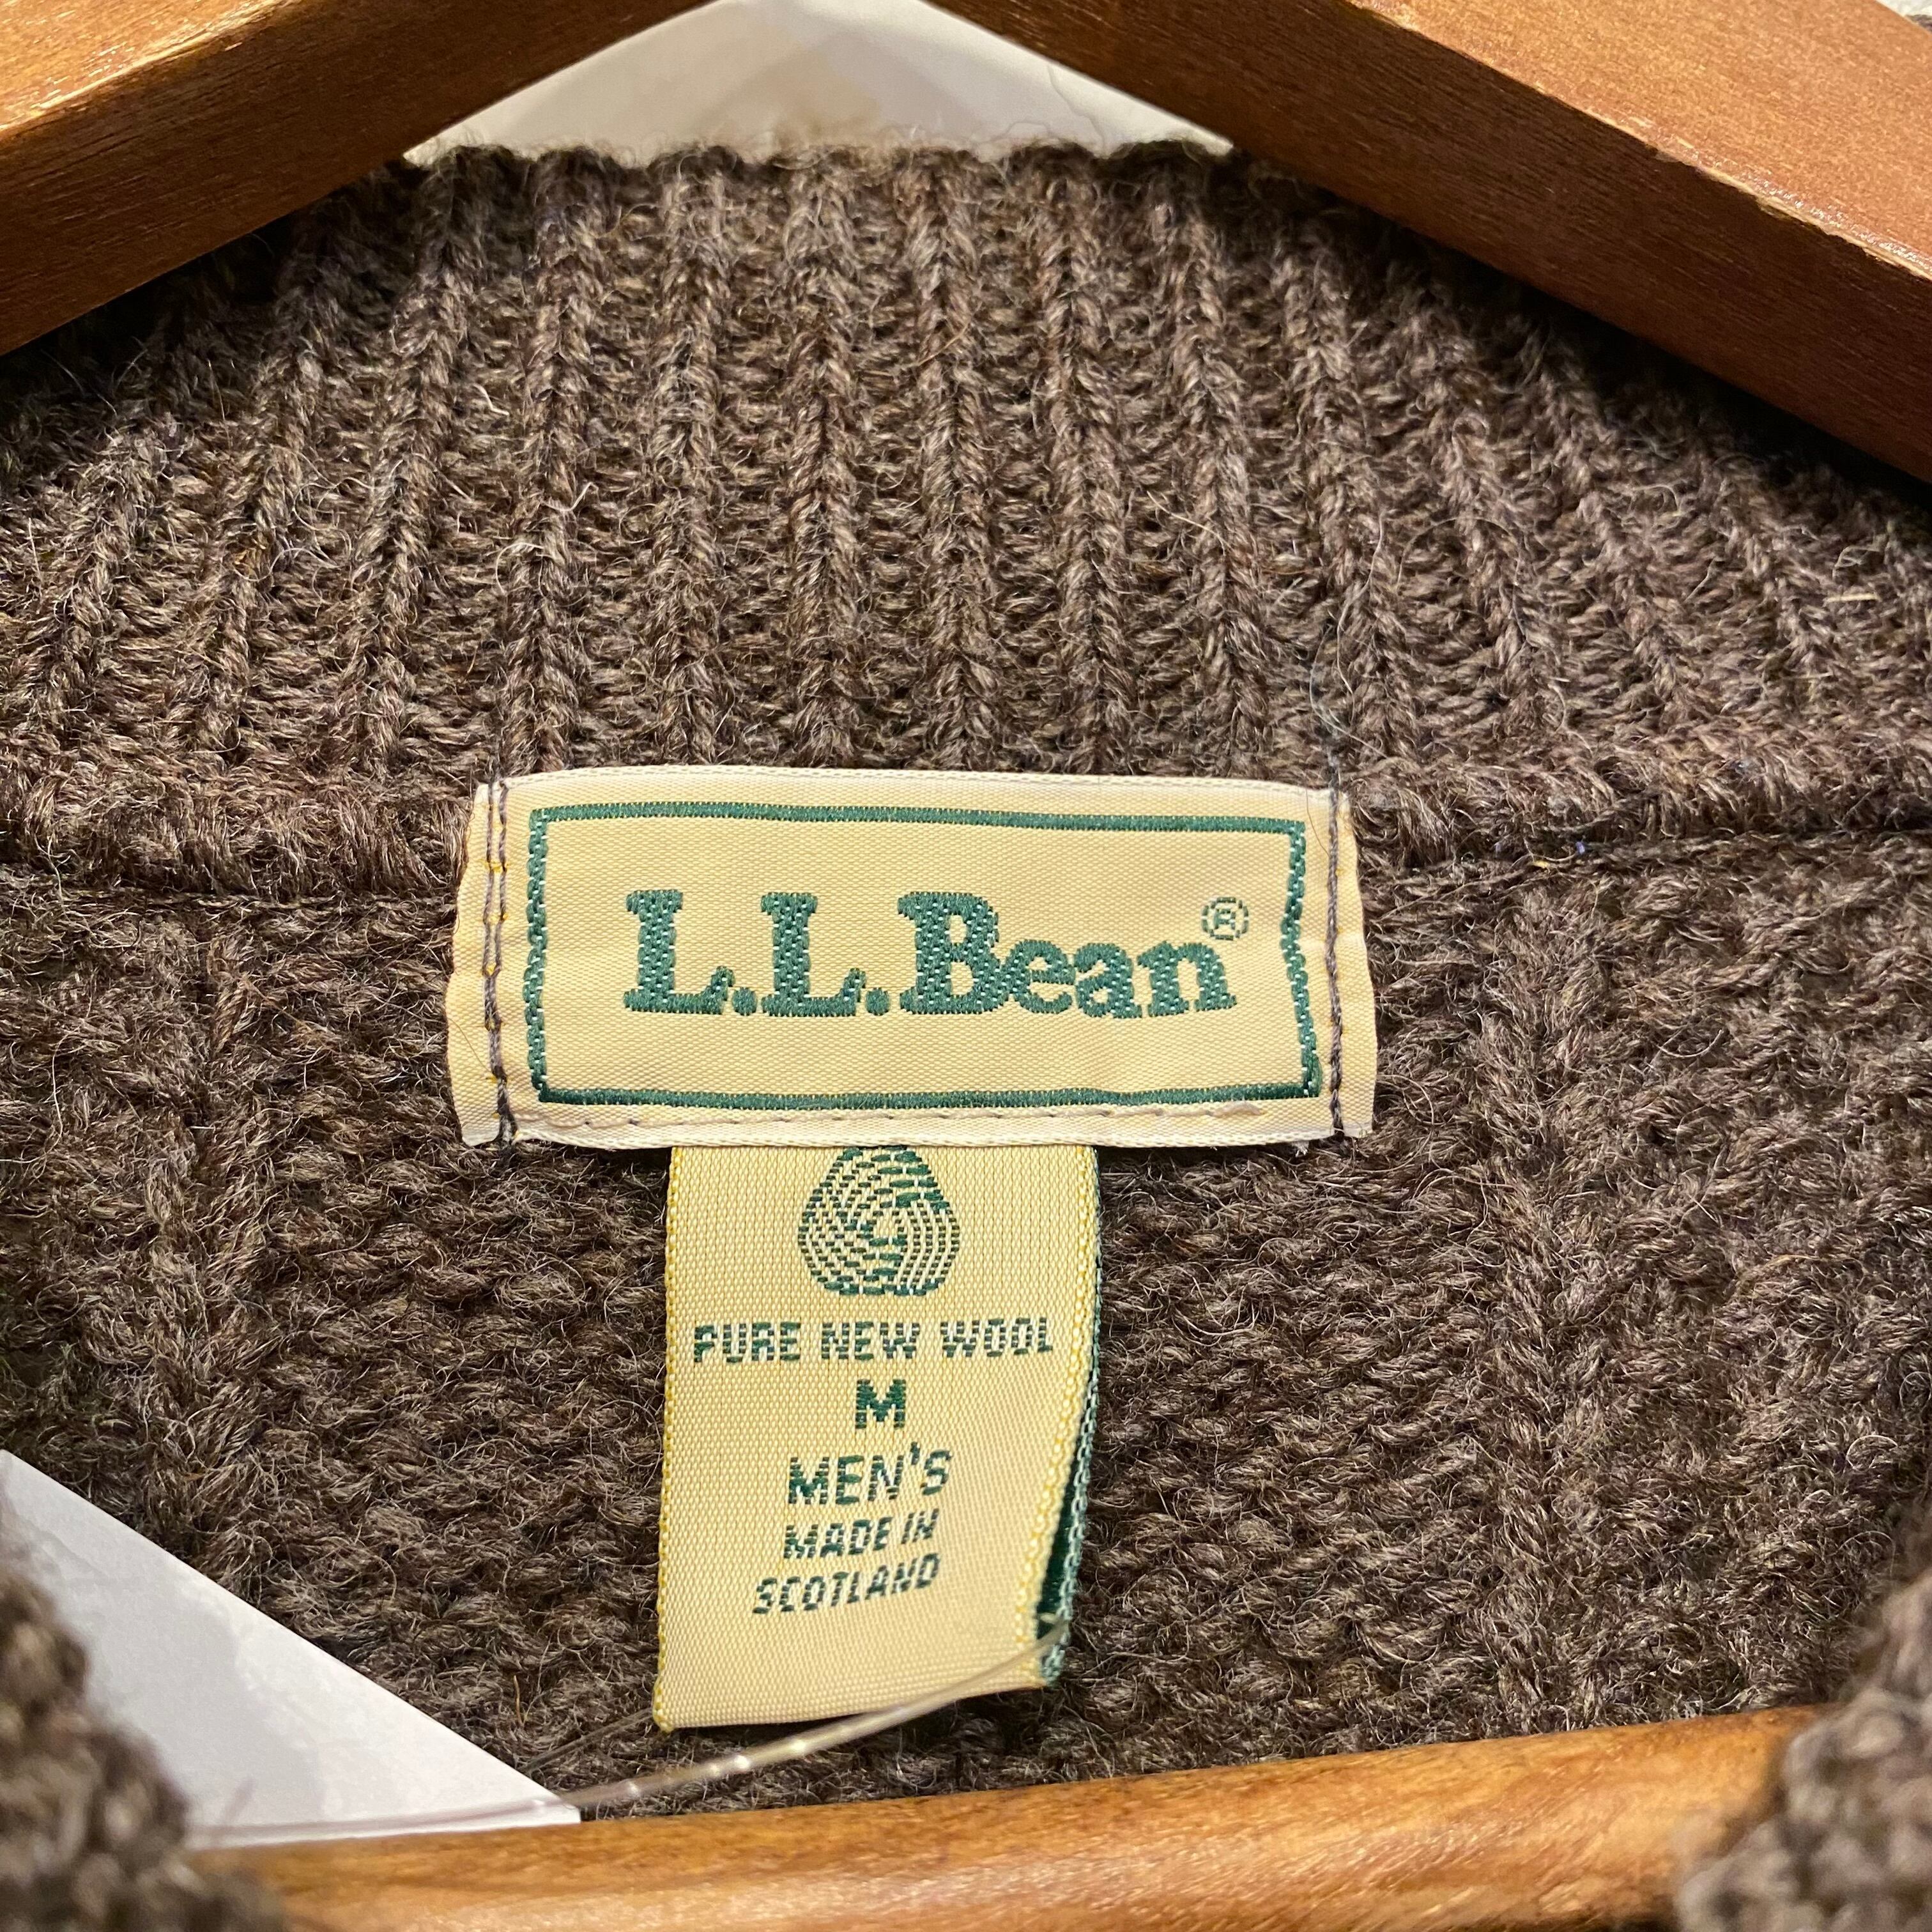 L.L.Bean®
PURE NEW WOOL
M
MEN'S
MADE IN
SCOTLAND